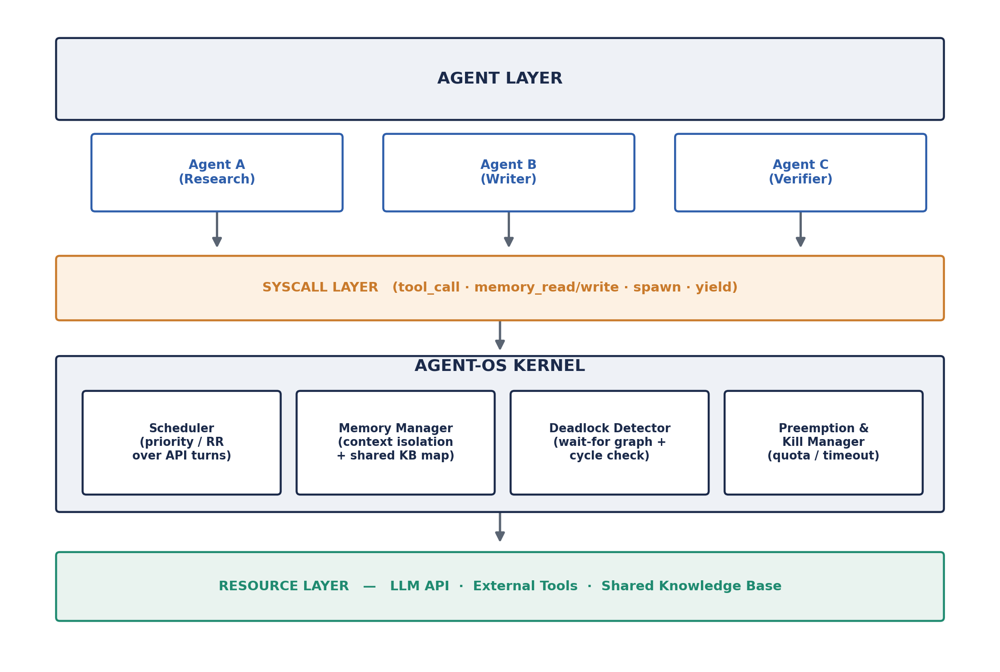 AGENT LAYER
Agent A
(Research)
Agent B
(Writer)
Agent C
(Verifier)
SYSCALL LAYER (tool_call · memory_read/write · spawn · yield)
AGENT-OS KERNEL
Scheduler
(priority / RR
over API turns)
Memory Manager
(context isolation
+ shared KB map)
Deadlock Detector
(wait-for graph +
cycle check)
Preemption &
Kill Manager
(quota / timeout)
RESOURCE LAYER — LLM API · External Tools · Shared Knowledge Base